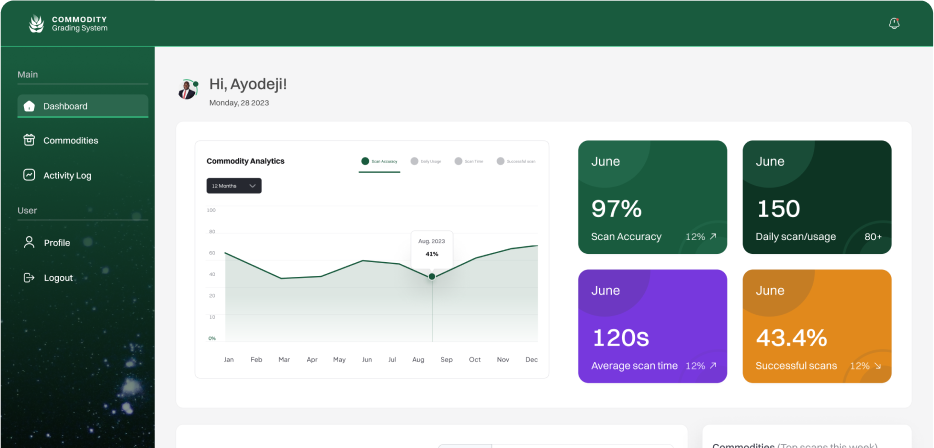 COMMODITY
Grading System
Main
Dashboard
Commodities
Activity Log
User
Profile
Logout
Hi, Ayodeji!
Monday, 28 2023
Commodity Analytics
Scan Accuracy
Daily Usage
Scan Time
Successful scans
12 Months
100
80
60
40
20
10
0%
Aug. 2023
41%
Jan Feb Mar Apr May Jun Jul Aug Sep Oct Nov Dec
June
97%
Scan Accuracy 12%
June
150
Daily scan/usage 80+
June
120s
Average scan time 12%
June
43.4%
Successful scans 12%
Commodities (Top scans this week)